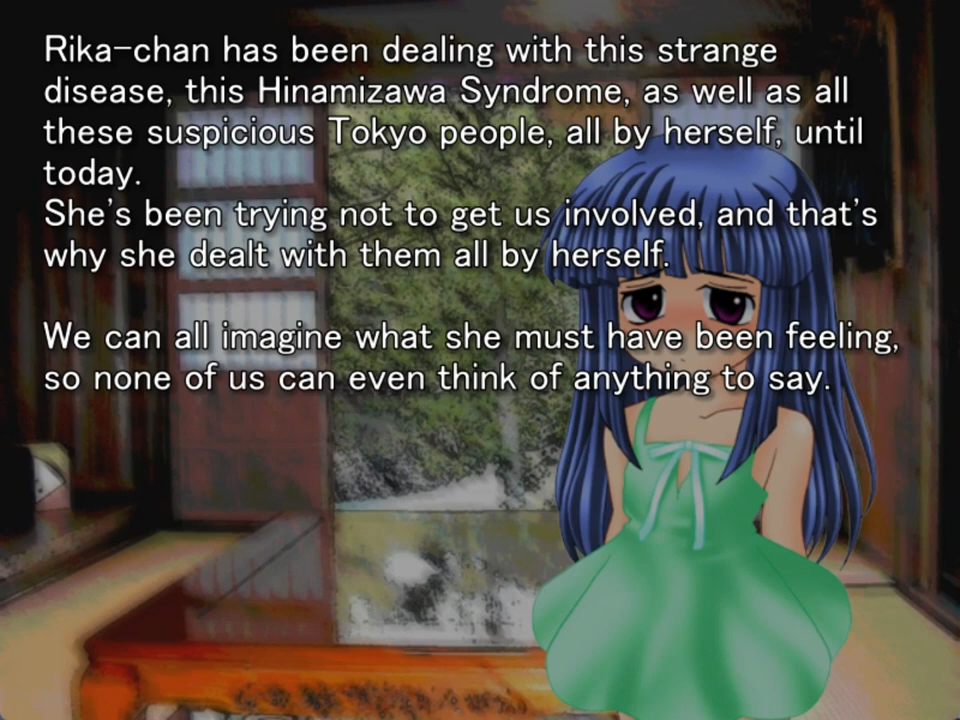 Rika-chan has been dealing with this strange
disease, this Hinamizawa Syndrome, as well as all
these suspicious Tokyo people, all by herself, until
today.
She's been trying not to get us involved, and that's
why she dealt with them all by herself.
We can all imagine what she must have been feeling,
so none of us can even think of anything to say.